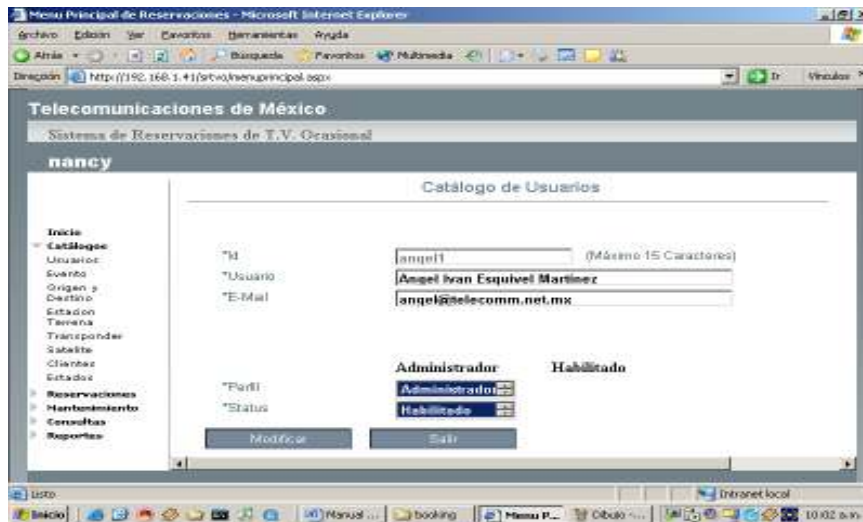 Menu Principal de Reservaciones - Microsoft Internet Explorer
Archivo Edición Ver Favoritos Herramientas Ayuda
Atrás Búsqueda Favoritos Multimedia
Dirección http://192.168.1.41/srtvo/menuprincipal.aspx Ir Vínculos
Telecomunicaciones de México
Sistema de Reservaciones de T.V. Ocasional
nancy
Catálogo de Usuarios
Inicio
Catálogos
Usuarios
Evento
Origen y
Destino
Estacion
Terrena
Transponder
Satelite
Clientes
Estados
Reservaciones
Mantenimiento
Consultas
Reportes
*Id angel1 (Máximo 15 Caracteres)
*Usuario Angel Ivan Esquivel Martinez
*E-Mail angel@telecomm.net.mx
Administrador Habilitado
*Perfil Administrador
*Status Habilitado
Modificar Salir
Listo Intranet local
Inicio Manual ... booking Menu P... Dibujo -... 10:02 a.m.